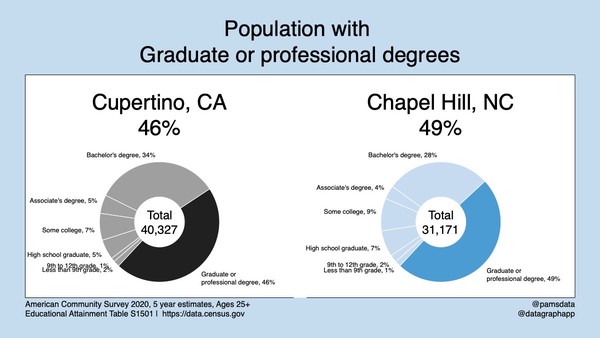 Population with
Graduate or professional degrees
Cupertino, CA
46%
Bachelor's degree, 34%
Associate's degree, 5%
Some college, 7%
High school graduate, 5%
9th to 12th grade, 1%
Less than 9th grade, 2%
Total
40,327
Graduate or
professional degree, 46%
Chapel Hill, NC
49%
Bachelor's degree, 28%
Associate's degree, 4%
Some college, 9%
High school graduate, 7%
9th to 12th grade, 2%
Less than 9th grade, 1%
Total
31,171
Graduate or
professional degree, 49%
American Community Survey 2020, 5 year estimates, Ages 25+
Educational Attainment Table S1501 | https://data.census.gov
@pamsdata
@datagraphapp